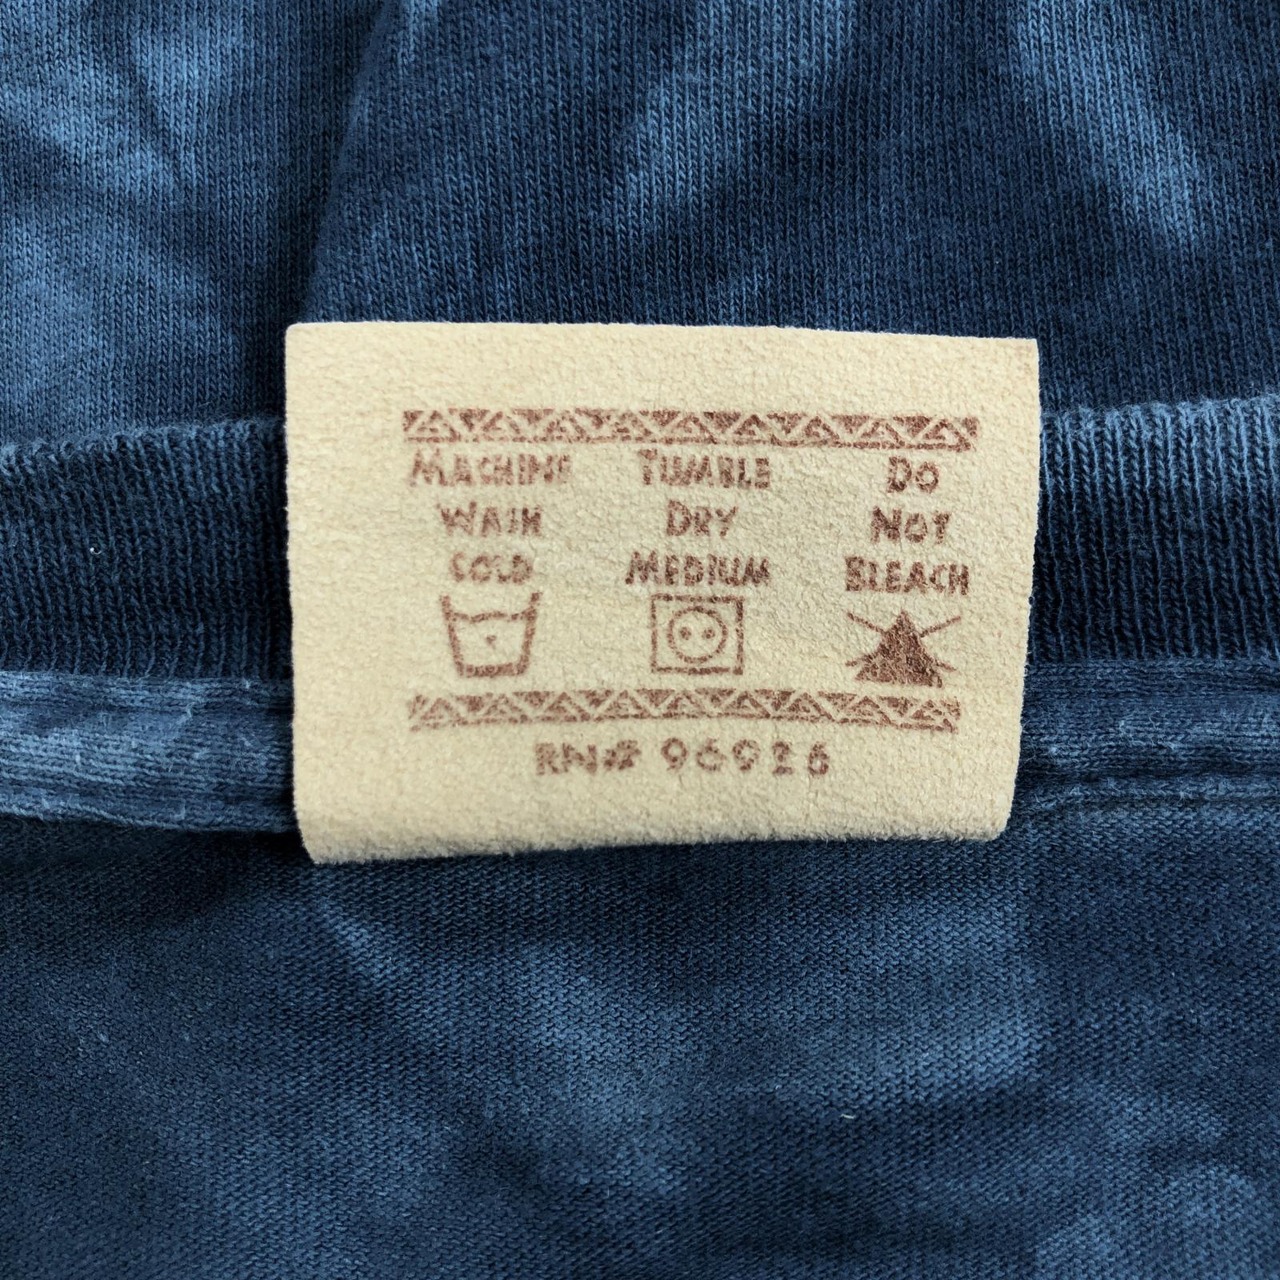 MACHINE
WASH
COLD
TUMBLE
DRY
MEDIUM
DO
NOT
BLEACH
RN# 96926